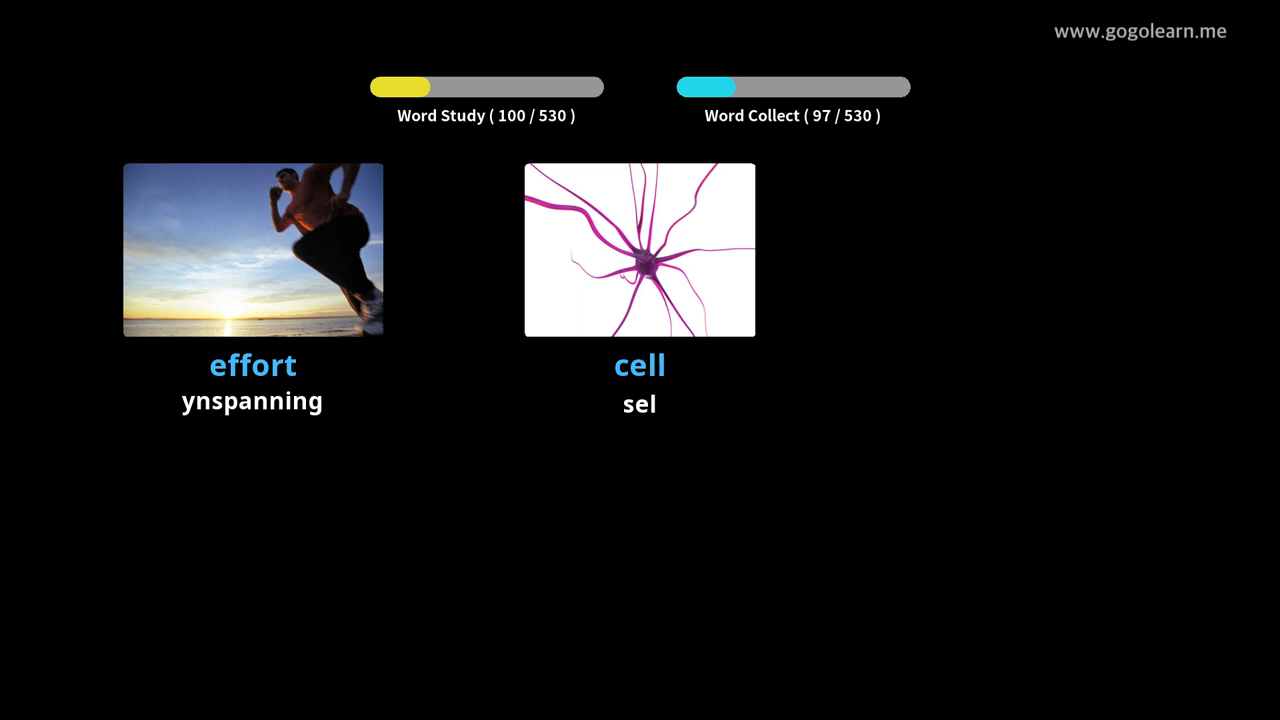 www.gogolearn.me
Word Study ( 100 / 530 )
Word Collect ( 97 / 530 )
effort
ynspanning
cell
sel